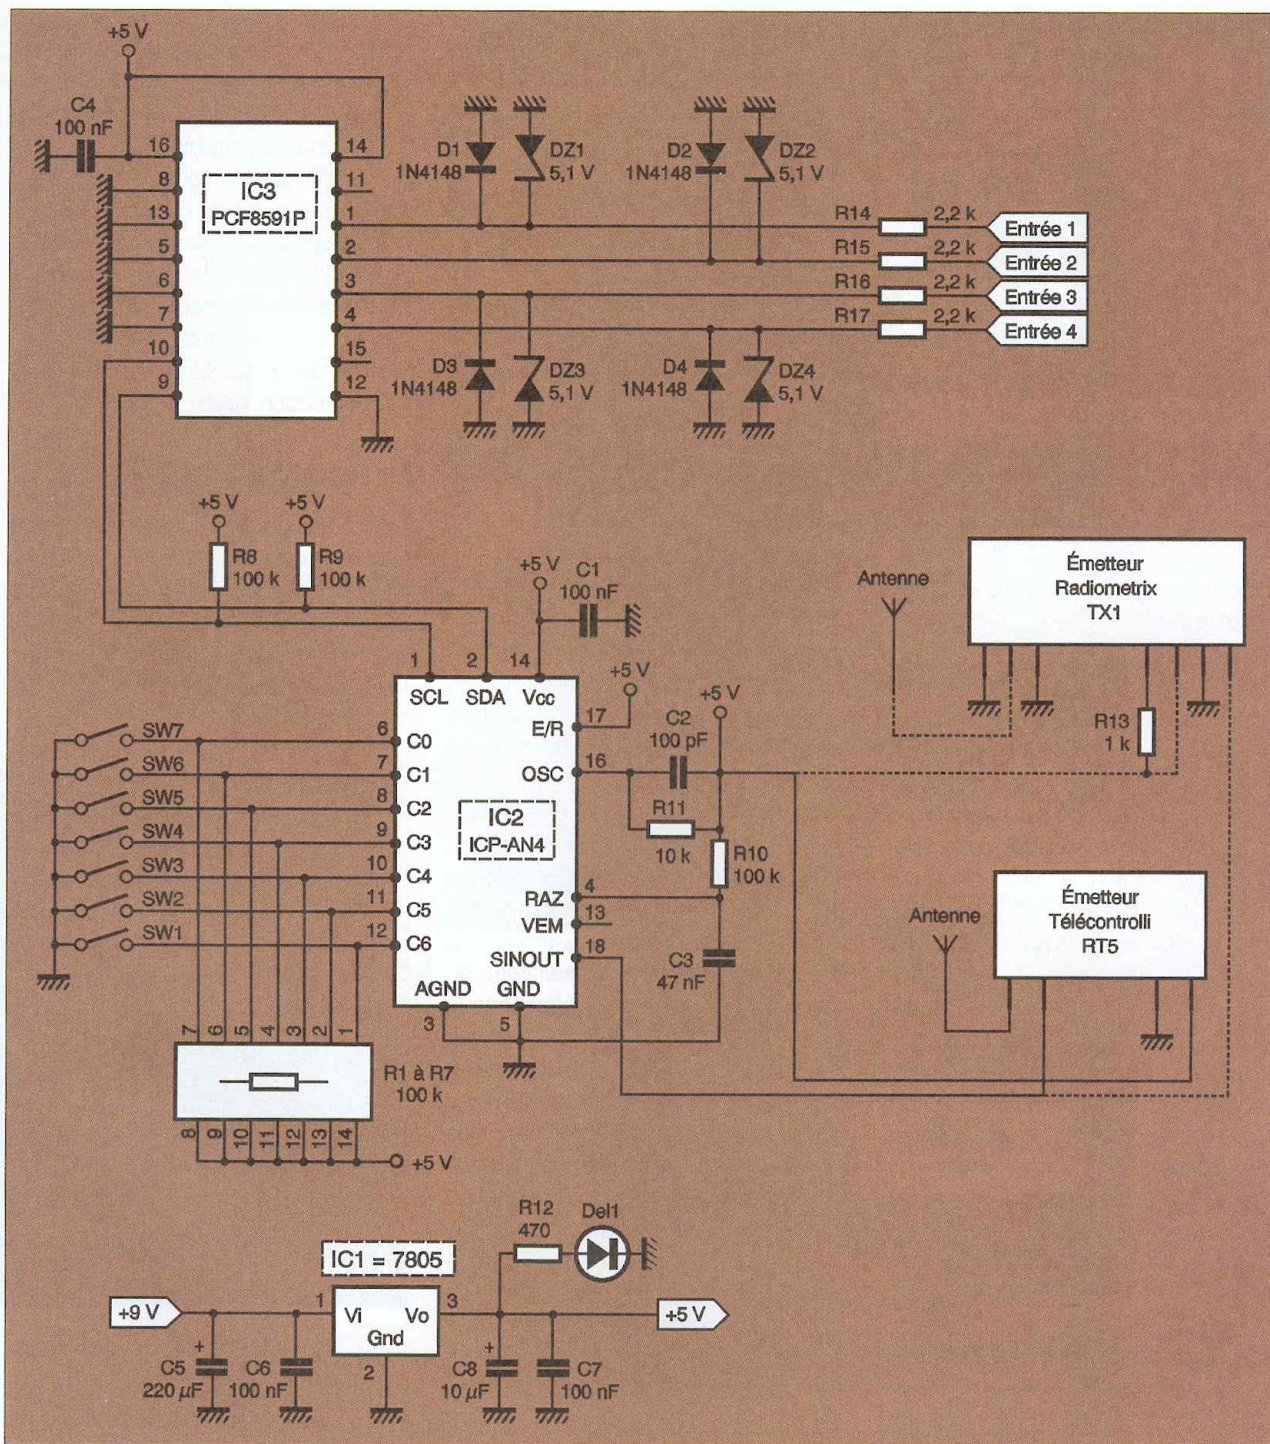 +5 V
C4
100 nF
16
8
13
5
6
7
10
9
IC3
PCF8591P
14
11
1
2
3
4
15
12
D1
1N4148
DZ1
5,1 V
D2
1N4148
DZ2
5,1 V
R14
2,2 k
Entrée 1
R15
2,2 k
Entrée 2
R16
2,2 k
Entrée 3
R17
2,2 k
Entrée 4
D3
1N4148
DZ3
5,1 V
D4
1N4148
DZ4
5,1 V
+5 V
+5 V
R8
100 k
R9
100 k
+5 V
C1
100 nF
Antenne
Émetteur
Radiometrix
TX1
R13
1 k
1
2
14
SCL
SDA
Vcc
+5 V
17
E/R
+5 V
C2
100 pF
16
OSC
R11
10 k
R10
100 k
IC2
ICP-AN4
SW7
6
C0
SW6
7
C1
SW5
8
C2
SW4
9
C3
SW3
10
C4
SW2
11
C5
SW1
12
C6
4
RAZ
13
VEM
18
SINOUT
C3
47 nF
AGND
GND
3
5
Antenne
Émetteur
Télécontrolli
RT5
7
6
5
4
3
2
1
R1 à R7
100 k
8
9
10
11
12
13
14
+5 V
R12
470
Del1
IC1 = 7805
+9 V
1
Vi
Vo
3
Gnd
2
+5 V
+
C5
220 µF
C6
100 nF
+
C8
10 µF
C7
100 nF